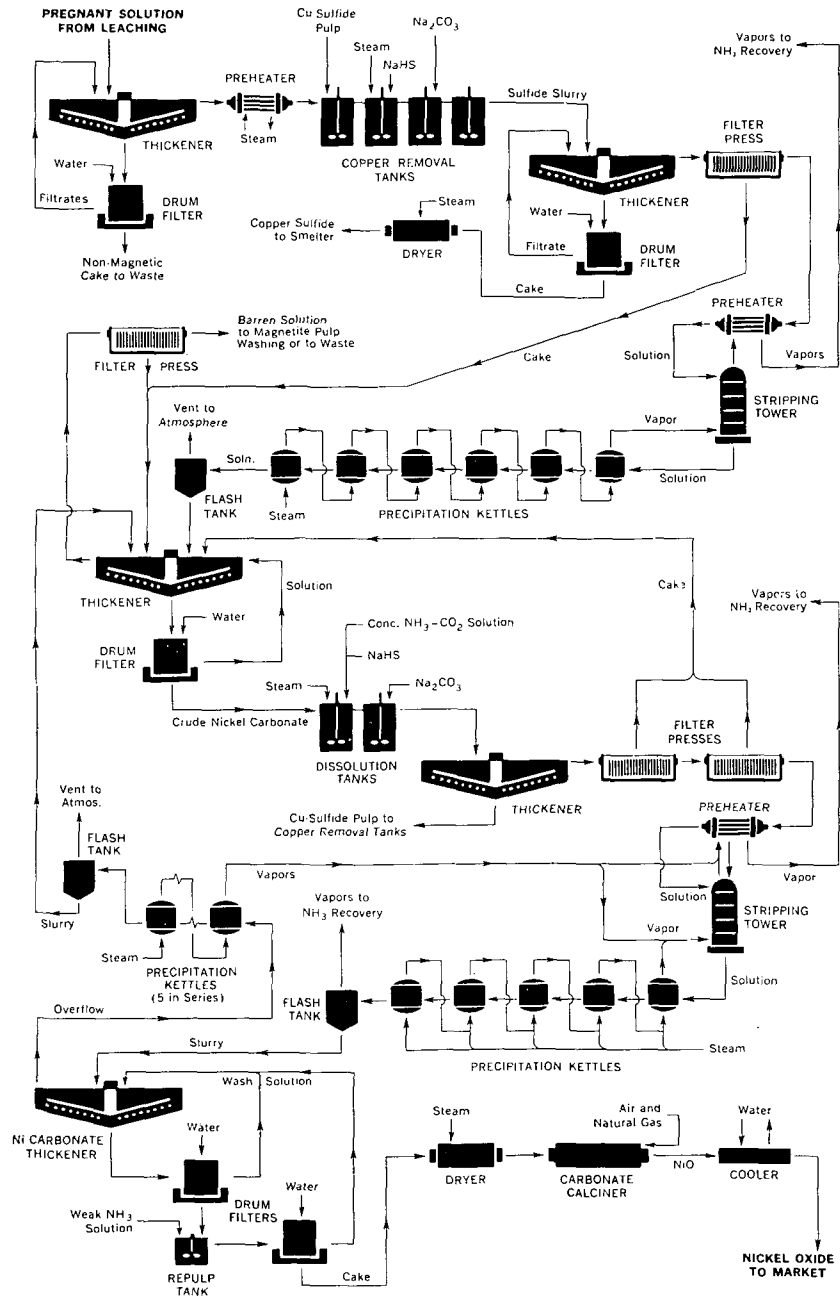 PREGNANT SOLUTION
FROM LEACHING
Cu Sulfide
Pulp
Steam
NaHS
Na2CO3
Vapors to
NH3 Recovery
PREHEATER
Steam
Sulfide Slurry
THICKENER
COPPER REMOVAL
TANKS
FILTER
PRESS
Water
Filtrates
DRUM
FILTER
Non-Magnetic
Cake to Waste
Copper Sulfide
to Smelter
Steam
DRYER
Water
Filtrate
THICKENER
DRUM
FILTER
Cake
Barren Solution
to Magnetite Pulp
Washing or to Waste
FILTER PRESS
Cake
PREHEATER
Solution
Vapors
STRIPPING
TOWER
Vent to
Atmosphere
Soln.
Vapor
Solution
FLASH
TANK
Steam
PRECIPITATION KETTLES
THICKENER
Solution
Water
DRUM
FILTER
Cake
Vapors to
NH3 Recovery
Conc. NH3-CO2 Solution
NaHS
Steam
Na2CO3
Crude Nickel Carbonate
DISSOLUTION
TANKS
FILTER
PRESSES
THICKENER
Cu-Sulfide Pulp to
Copper Removal Tanks
PREHEATER
Vent to
Atmos.
FLASH
TANK
Vapors
Vapor
Solution
STRIPPING
TOWER
Vapors to
NH3 Recovery
Vapor
Slurry
Steam
PRECIPITATION
KETTLES
(5 in Series)
FLASH
TANK
Solution
Overflow
Slurry
Steam
PRECIPITATION KETTLES
Wash Solution
Ni CARBONATE
THICKENER
Water
DRUM
FILTERS
Water
Weak NH3
Solution
REPULP
TANK
Cake
Steam
DRYER
Air and
Natural Gas
CARBONATE
CALCINER
NiO
Water
COOLER
NICKEL OXIDE
TO MARKET